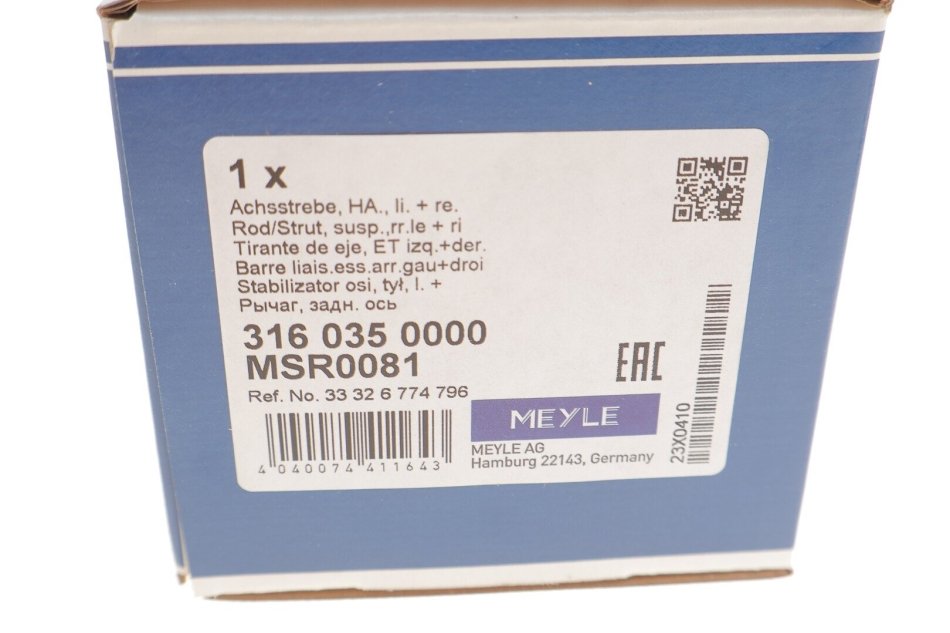 1 x
Achsstrebe, HA., li. + re.
Rod/Strut, susp.,rr.le + ri
Tirante de eje, ET izq.+der.
Barre liais.ess.arr.gau+droi
Stabilizator osi, tył, l. +
Рычаг, задн. ось
316 035 0000
MSR0081
Ref. No. 33 32 6 774 796
4 040074 411643
EAC
MEYLE
MEYLE AG
Hamburg 22143, Germany
23X0410